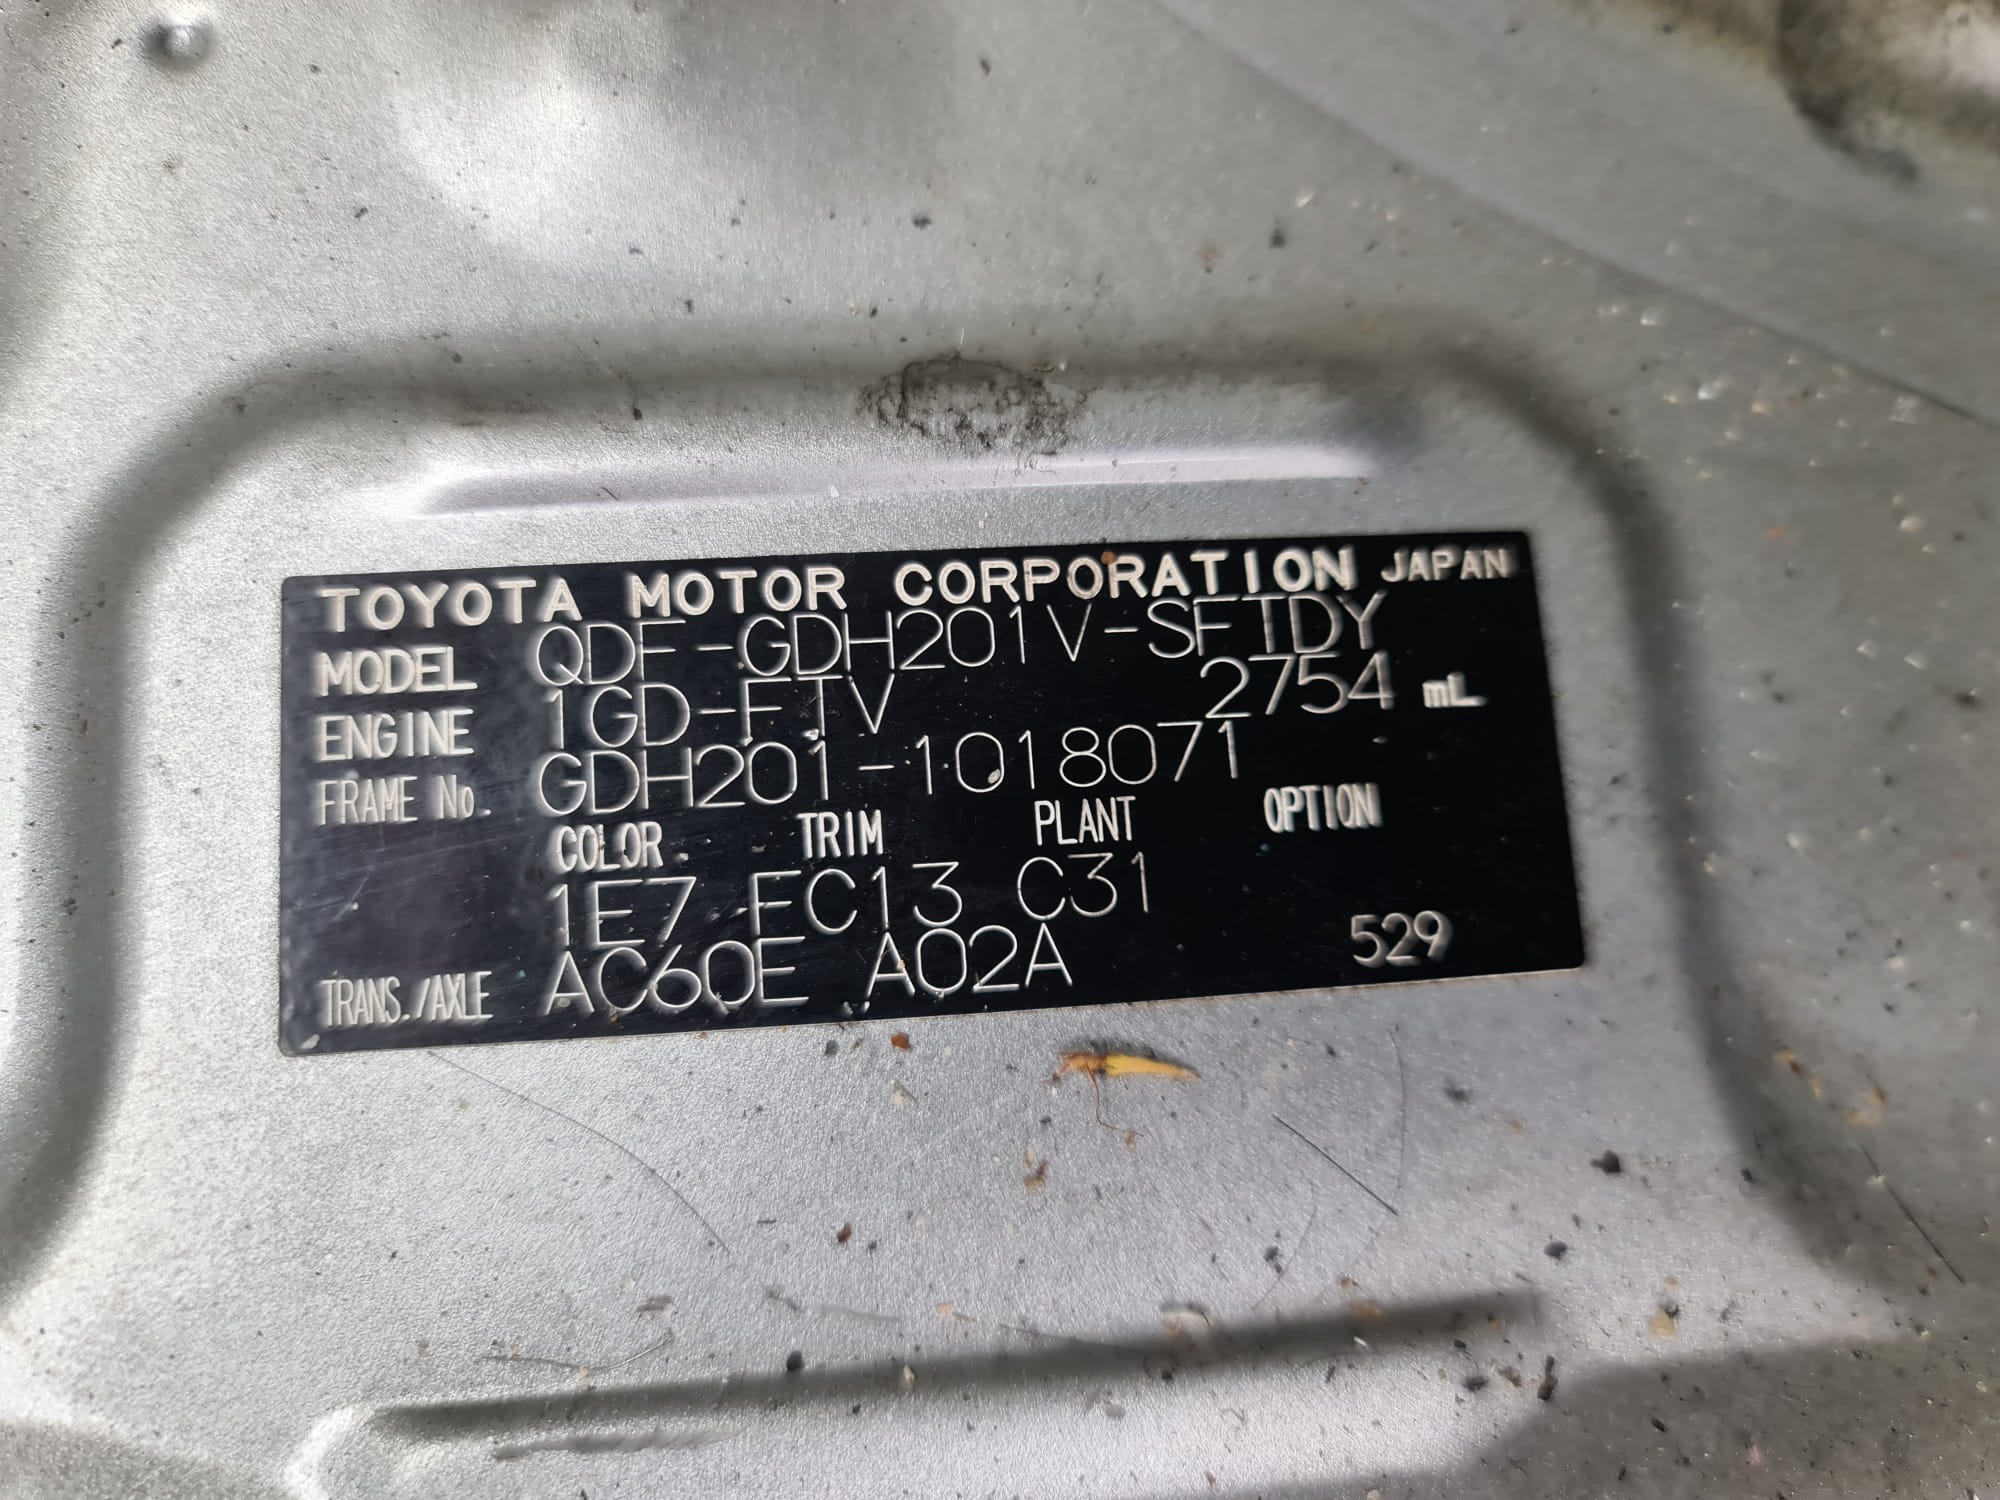 TOYOTA MOTOR CORPORATION JAPAN
MODEL QDF-GDH201V-SFTDY
ENGINE 1GD-FTV 2754 mL
FRAME No. GDH201-1018071
COLOR TRIM PLANT OPTION
1E7 FC13 C31
TRANS./AXLE AC60E A02A 529